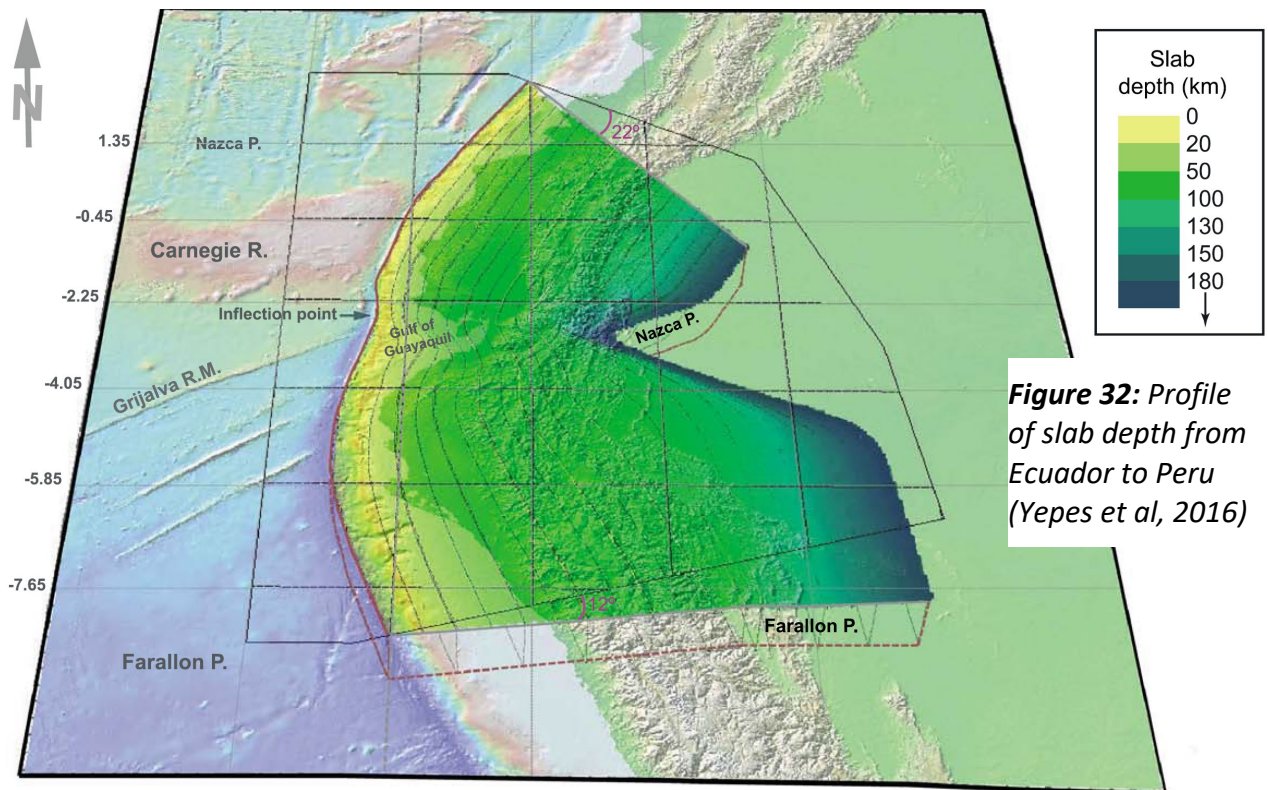 N
Nazca P.
1.35
-0.45
Carnegie R.
-2.25
Inflection point
Gulf of
Guayaquil
Nazca P.
Grijalva R.M.
-4.05
-5.85
-7.65
Farallon P.
22º
12º
Farallon P.
Slab
depth (km)
0
20
50
100
130
150
180
Figure 32: Profile
of slab depth from
Ecuador to Peru
(Yepes et al, 2016)